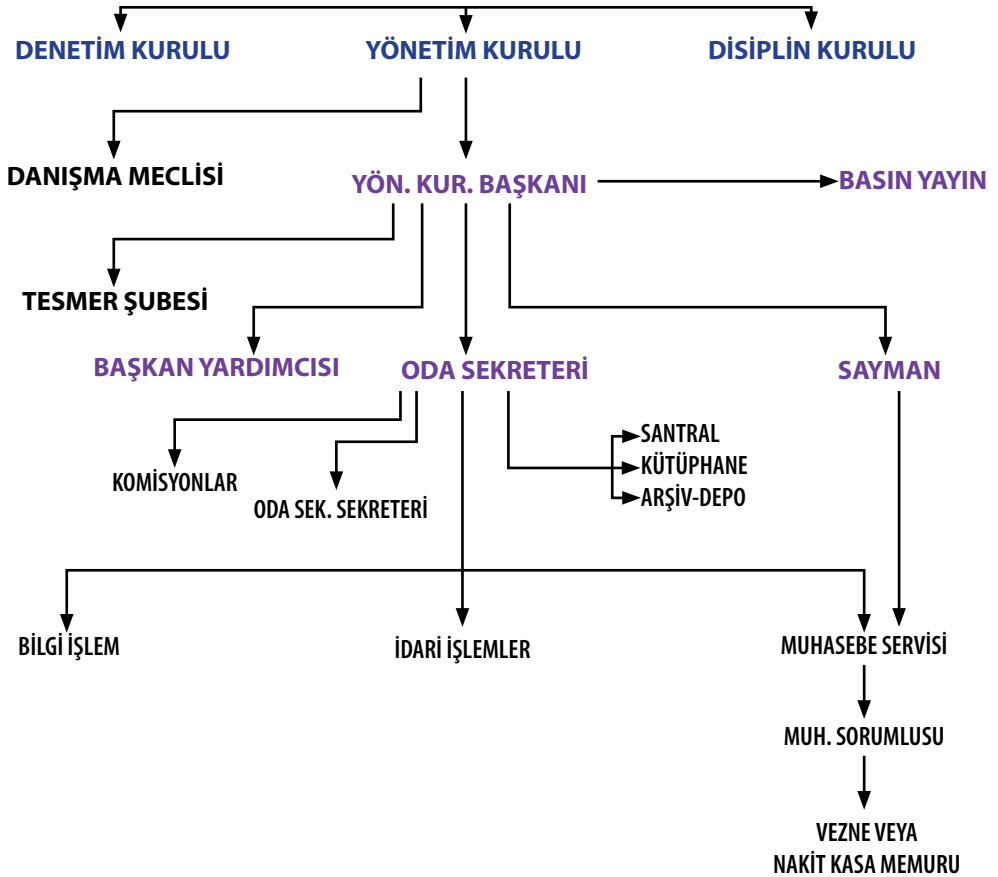 DENETİM KURULU
YÖNETİM KURULU
DİSİPLİN KURULU
DANIŞMA MECLİSİ
YÖN. KUR. BAŞKANI
BASIN YAYIN
TESMER ŞUBESİ
BAŞKAN YARDIMCISI
ODA SEKRETERİ
SAYMAN
KOMİSYONLAR
ODA SEK. SEKRETERİ
SANTRAL
KÜTÜPHANE
ARŞİV-DEPO
BİLGİ İŞLEM
İDARİ İŞLEMLER
MUHASEBE SERVİSİ
MUH. SORUMLUSU
VEZNE VEYA
NAKİT KASA MEMURU